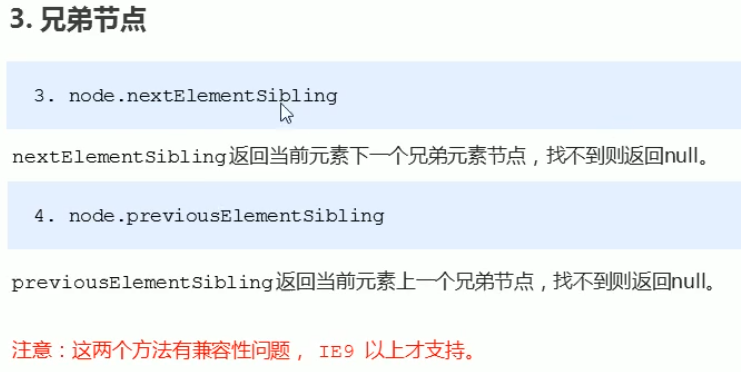 3. 兄弟节点
3. node.nextElementSibling
nextElementSibling返回当前元素下一个兄弟元素节点，找不到则返回null。
4. node.previousElementSibling
previousElementSibling返回当前元素上一个兄弟节点，找不到则返回null。
注意：这两个方法有兼容性问题， IE9 以上才支持。